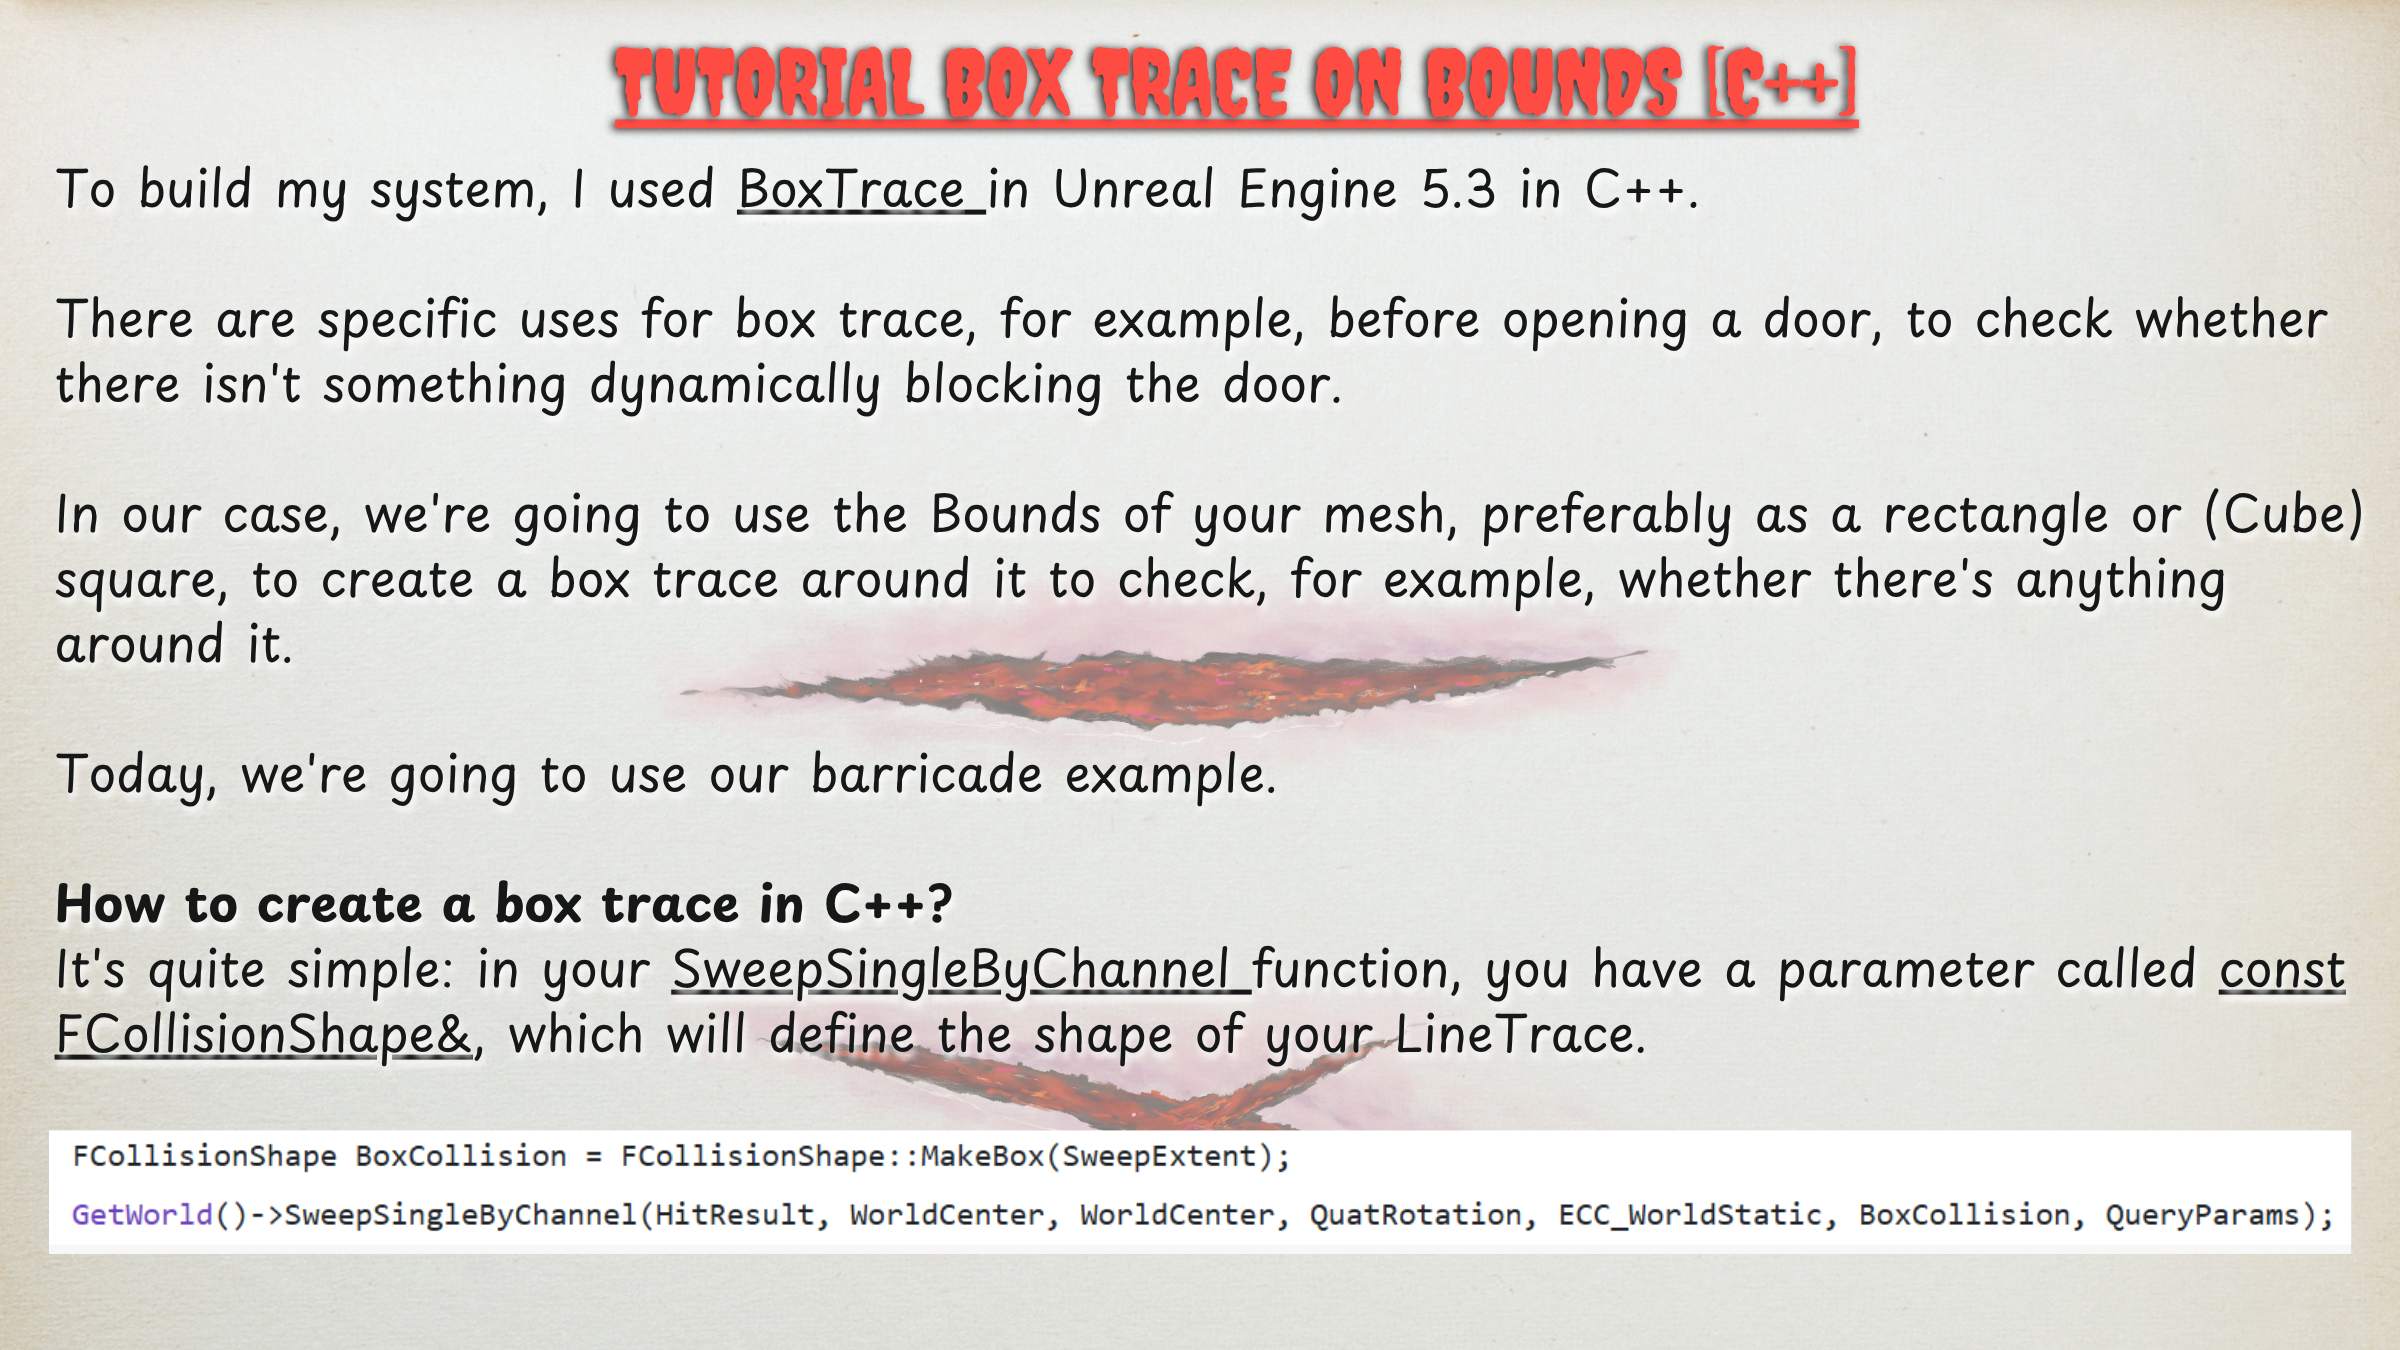 TUTORIAL BOX TRACE ON BOUNDS [C++]
To build my system, I used BoxTrace in Unreal Engine 5.3 in C++.
There are specific uses for box trace, for example, before opening a door, to check whether
there isn't something dynamically blocking the door.
In our case, we're going to use the Bounds of your mesh, preferably as a rectangle or (Cube)
square, to create a box trace around it to check, for example, whether there's anything
around it.
Today, we're going to use our barricade example.
How to create a box trace in C++?
It's quite simple: in your SweepSingleByChannel function, you have a parameter called const
FCollisionShape&, which will define the shape of your LineTrace.
FCollisionShape BoxCollision = FCollisionShape::MakeBox(SweepExtent);
GetWorld()->SweepSingleByChannel(HitResult, WorldCenter, WorldCenter, QuatRotation, ECC_WorldStatic, BoxCollision, QueryParams);